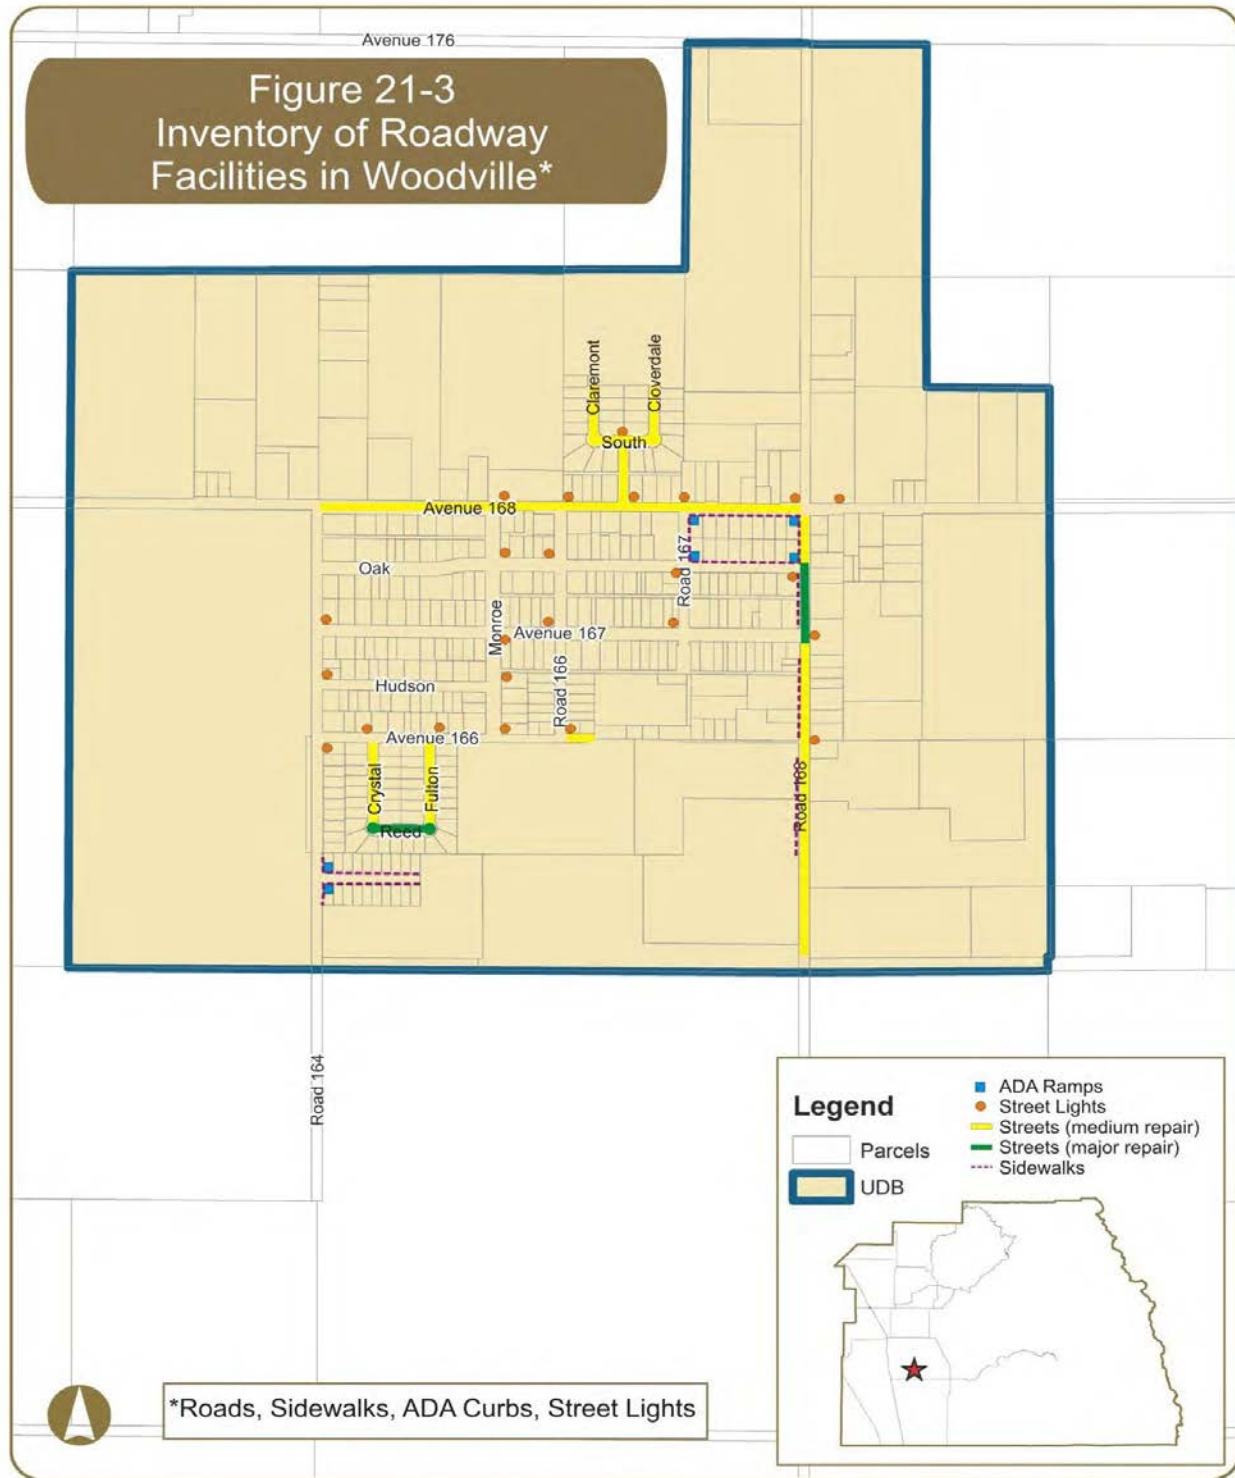 Avenue 176
Figure 21-3
Inventory of Roadway
Facilities in Woodville*
Claremont
Cloverdale
South
Avenue 168
Oak
Road 167
Monroe
Avenue 167
Road 166
Hudson
Avenue 166
Crystal
Fulton
Reed
Road 168
Road 164
Legend
Parcels
UDB
ADA Ramps
Street Lights
Streets (medium repair)
Streets (major repair)
Sidewalks
*Roads, Sidewalks, ADA Curbs, Street Lights